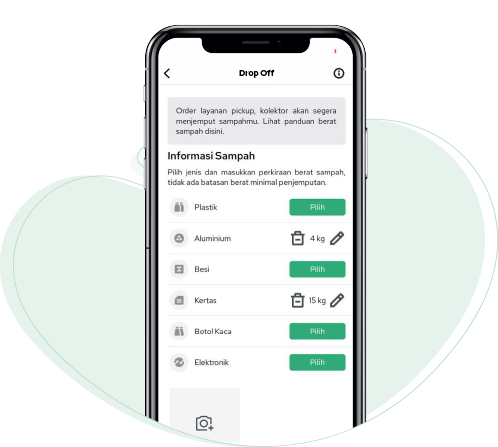 Drop Off
Order layanan pickup, kolektor akan segera
menjemput sampahmu. Lihat panduan berat
sampah disini.
Informasi Sampah
Pilih jenis dan masukkan perkiraan berat sampah,
tidak ada batasan berat minimal penjemputan.
Plastik Pilih
Aluminium 4 kg
Besi Pilih
Kertas 15 kg
Botol Kaca Pilih
Elektronik Pilih